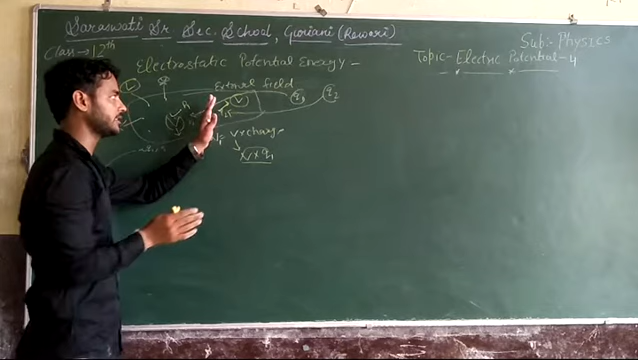 Saraswati Sr. Sec. School, Goriani (Rewari)
Sub:- Physics
Class - 12th
Topic - Electric Potential - 4
Electrostatic Potential Energy -
External field
V
q1
q2
V x charge
V x q1